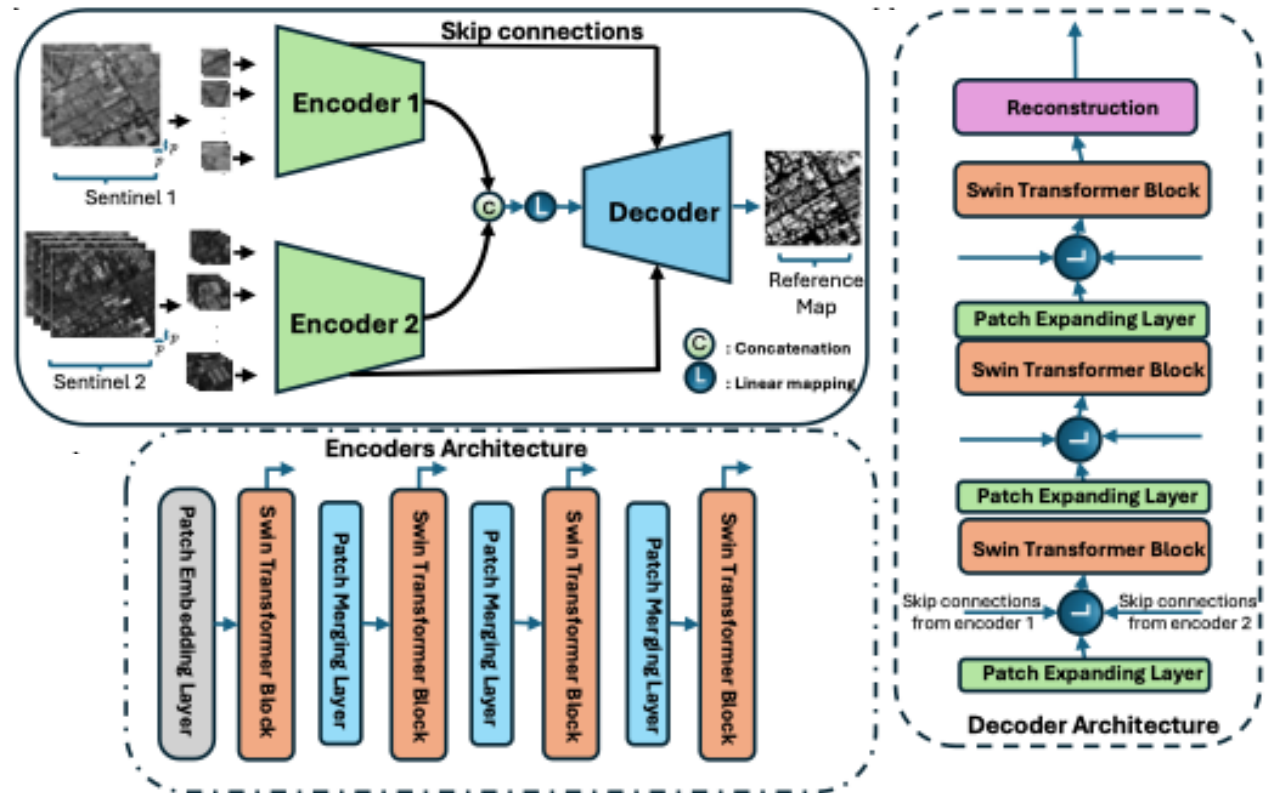 Skip connections
Encoder 1
p
p
Sentinel 1
C
L
Decoder
Reference
Map
Encoder 2
p
p
Sentinel 2
C : Concatenation
L : Linear mapping
Encoders Architecture
Patch Embedding Layer
Swin Transformer Block
Patch Merging Layer
Swin Transformer Block
Patch Merging Layer
Swin Transformer Block
Patch Merging Layer
Swin Transformer Block
Reconstruction
Swin Transformer Block
L
Patch Expanding Layer
Swin Transformer Block
L
Patch Expanding Layer
Swin Transformer Block
Skip connections
from encoder 1
L
Skip connections
from encoder 2
Patch Expanding Layer
Decoder Architecture